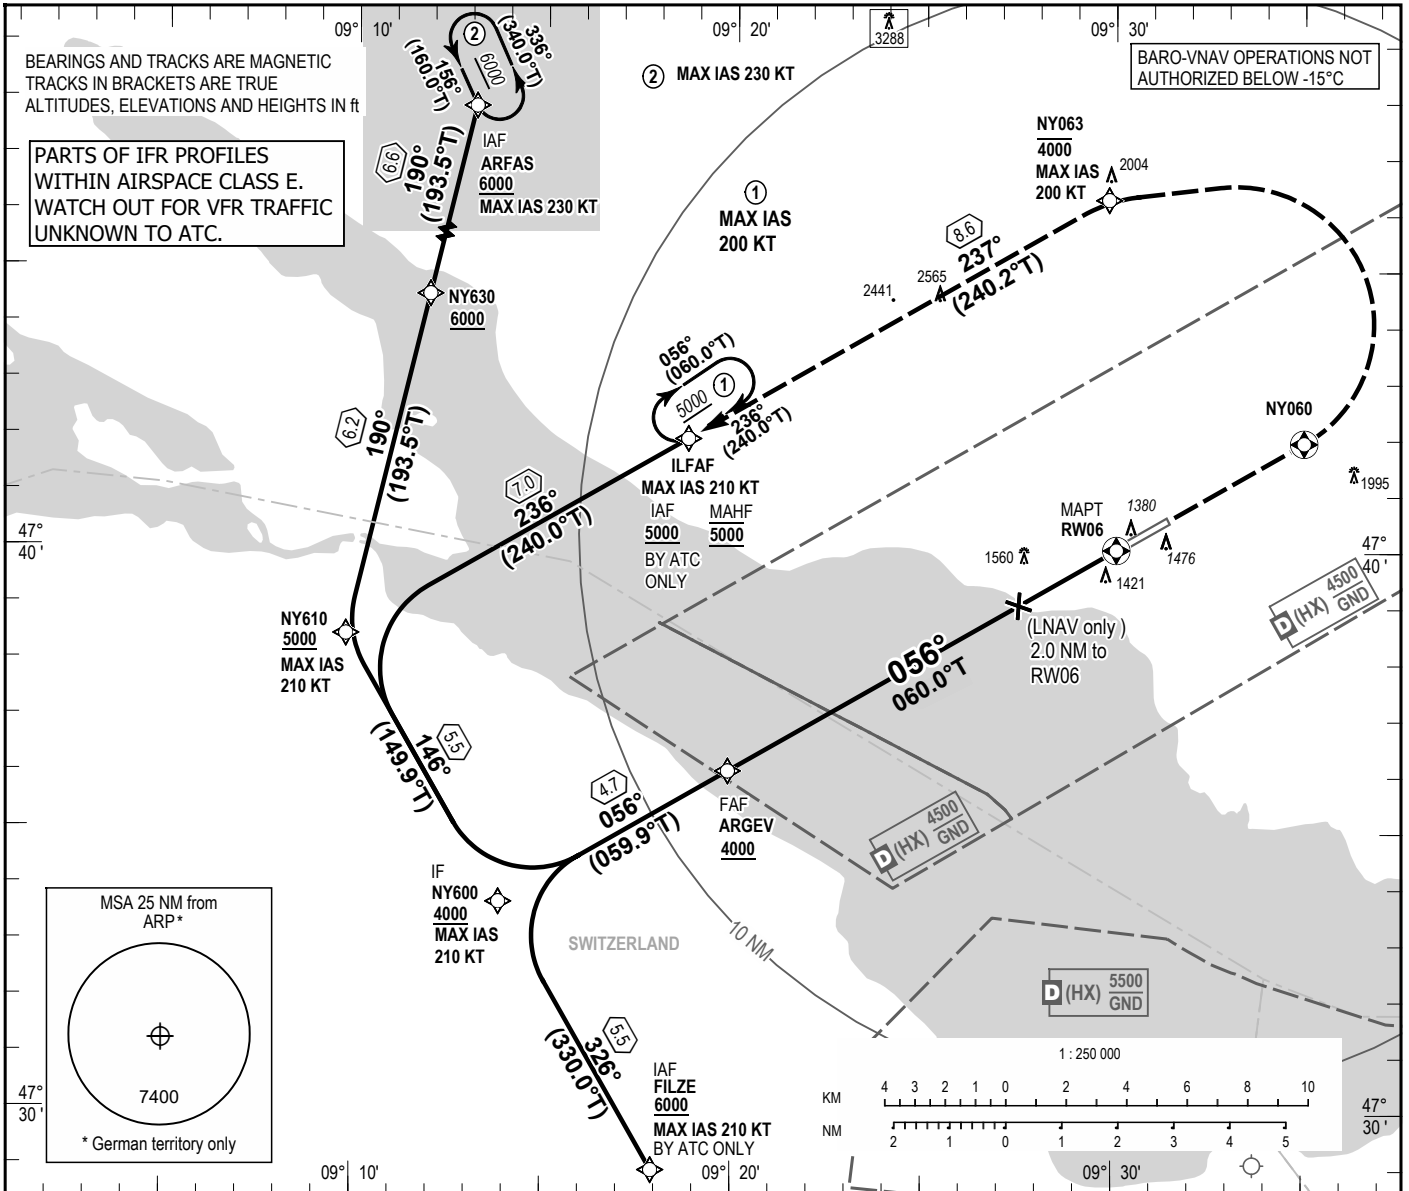 09° 10'
09° 20'
09° 30'
3288
BEARINGS AND TRACKS ARE MAGNETIC
TRACKS IN BRACKETS ARE TRUE
ALTITUDES, ELEVATIONS AND HEIGHTS IN ft
PARTS OF IFR PROFILES
WITHIN AIRSPACE CLASS E.
WATCH OUT FOR VFR TRAFFIC
UNKNOWN TO ATC.
2
336°
(340.0°T)
6000
156°
(160.0°T)
2 MAX IAS 230 KT
BARO-VNAV OPERATIONS NOT
AUTHORIZED BELOW -15°C
IAF
ARFAS
6000
MAX IAS 230 KT
6.6
190°
(193.5°T)
1
MAX IAS
200 KT
NY063
4000
MAX IAS
200 KT
2004
8.6
237°
(240.2°T)
2565
2441
NY630
6000
056°
(060.0°T)
1
5000
236°
(240.0°T)
6.2
190°
(193.5°T)
NY060
1995
ILFAF
MAX IAS 210 KT
IAF
5000
BY ATC
ONLY
MAHF
5000
7.0
236°
(240.0°T)
MAPT
RW06
1380
1560
1476
1421
47°
40'
47°
40'
D (HX) 4500
GND
NY610
5000
MAX IAS
210 KT
(LNAV only )
2.0 NM to
RW06
056°
060.0°T
5.5
146°
(149.9°T)
4.7
056°
(059.9°T)
FAF
ARGEV
4000
D (HX) 4500
GND
IF
NY600
4000
MAX IAS
210 KT
SWITZERLAND
10 NM
D (HX) 5500
GND
MSA 25 NM from
ARP *
7400
* German territory only
5.5
326°
(330.0°T)
IAF
FILZE
6000
MAX IAS 210 KT
BY ATC ONLY
1 : 250 000
KM
4 3 2 1 0 2 4 6 8 10
NM
2 1 0 1 2 3 4 5
47°
30'
47°
30'
09° 10'
09° 20'
09° 30'